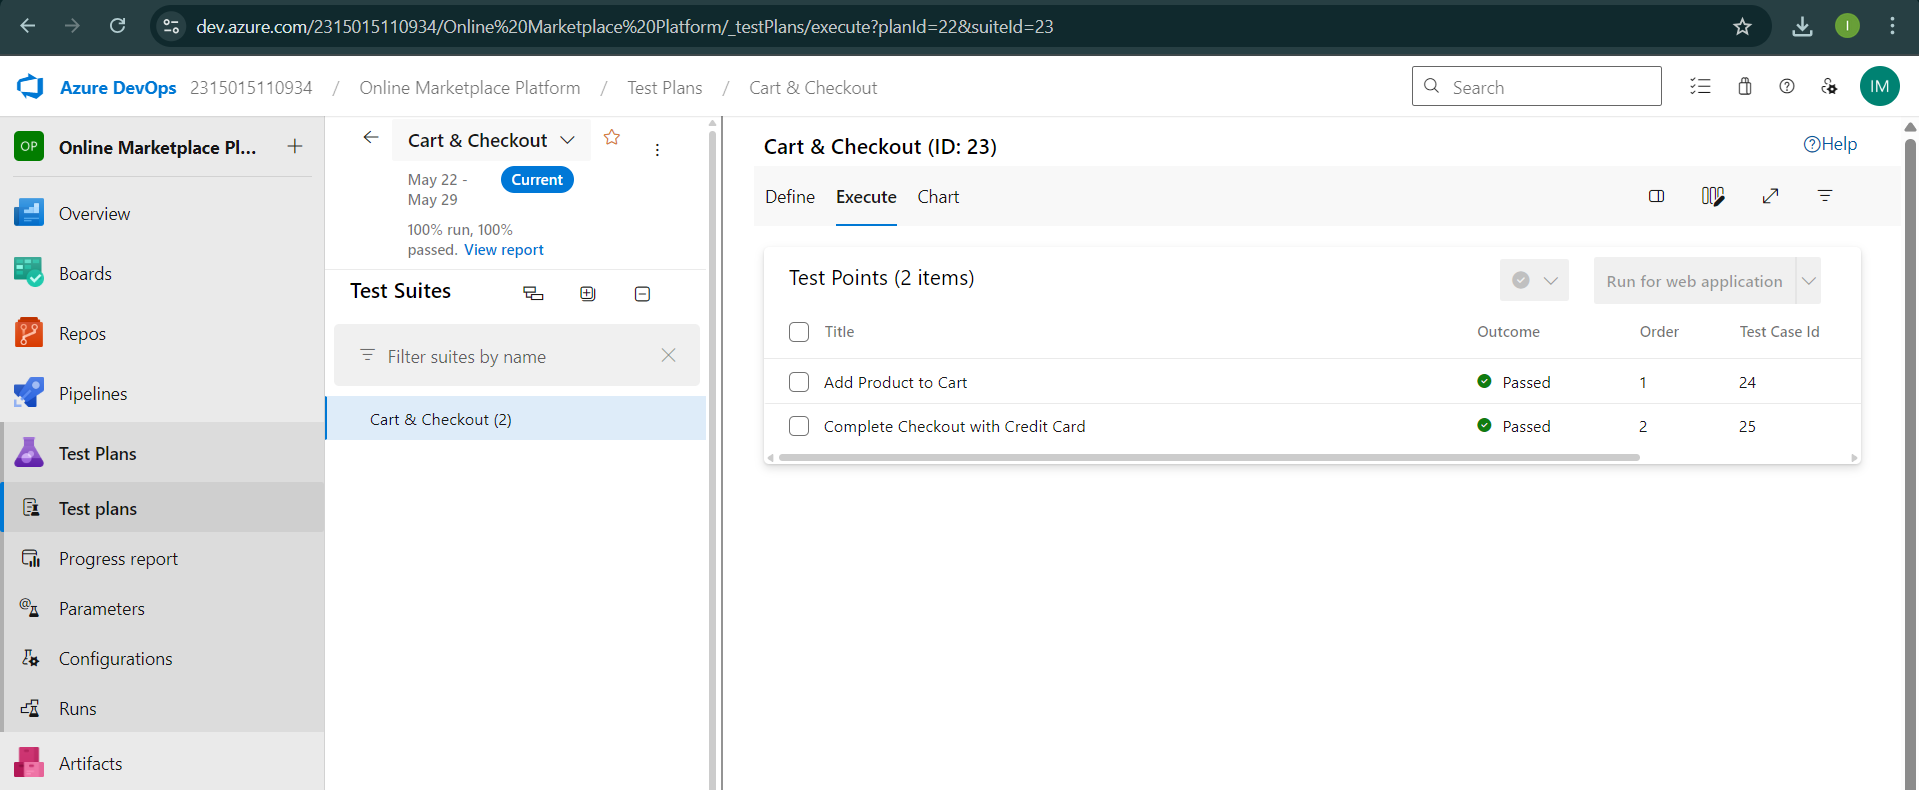 dev.azure.com/2315015110934/Online%20Marketplace%20Platform/_testPlans/execute?planId=22&suiteId=23
I
Azure DevOps 2315015110934 / Online Marketplace Platform / Test Plans / Cart & Checkout
Search
IM
OP Online Marketplace Pl...
Overview
Boards
Repos
Pipelines
Test Plans
Test plans
Progress report
Parameters
Configurations
Runs
Artifacts
Cart & Checkout
May 22 -
May 29
Current
100% run, 100%
passed. View report
Test Suites
Filter suites by name
Cart & Checkout (2)
Cart & Checkout (ID: 23)
Help
Define Execute Chart
Test Points (2 items)
Run for web application
Title Outcome Order Test Case Id
Add Product to Cart Passed 1 24
Complete Checkout with Credit Card Passed 2 25